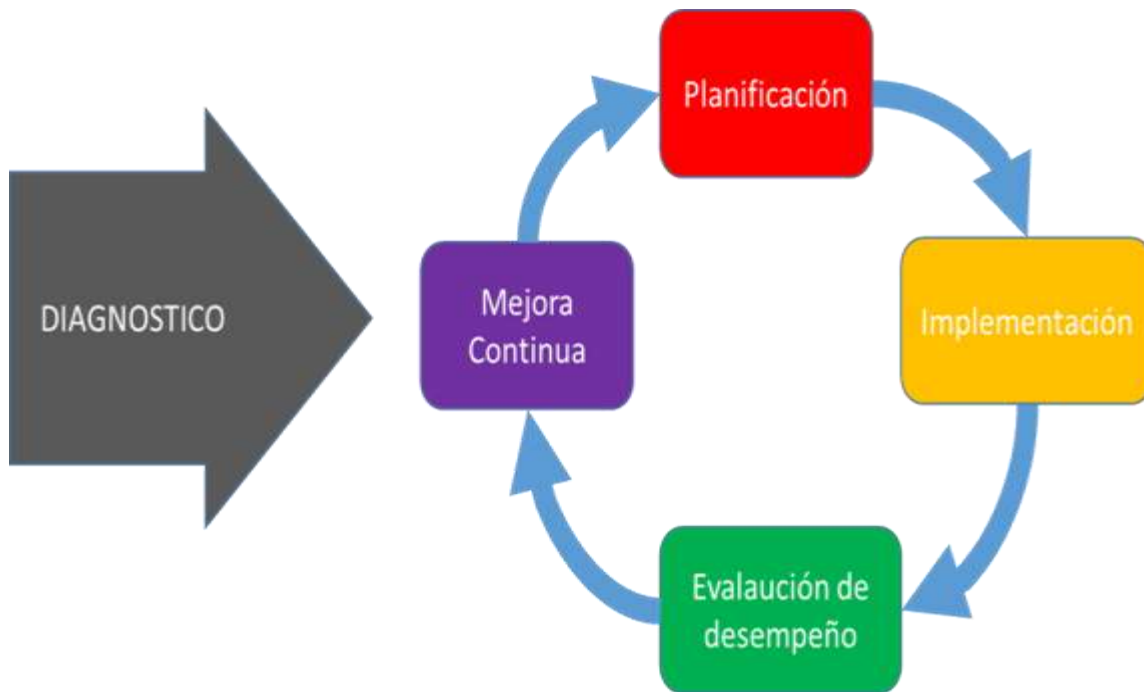 DIAGNOSTICO
Planificación
Implementación
Evalaución de
desempeño
Mejora
Continua